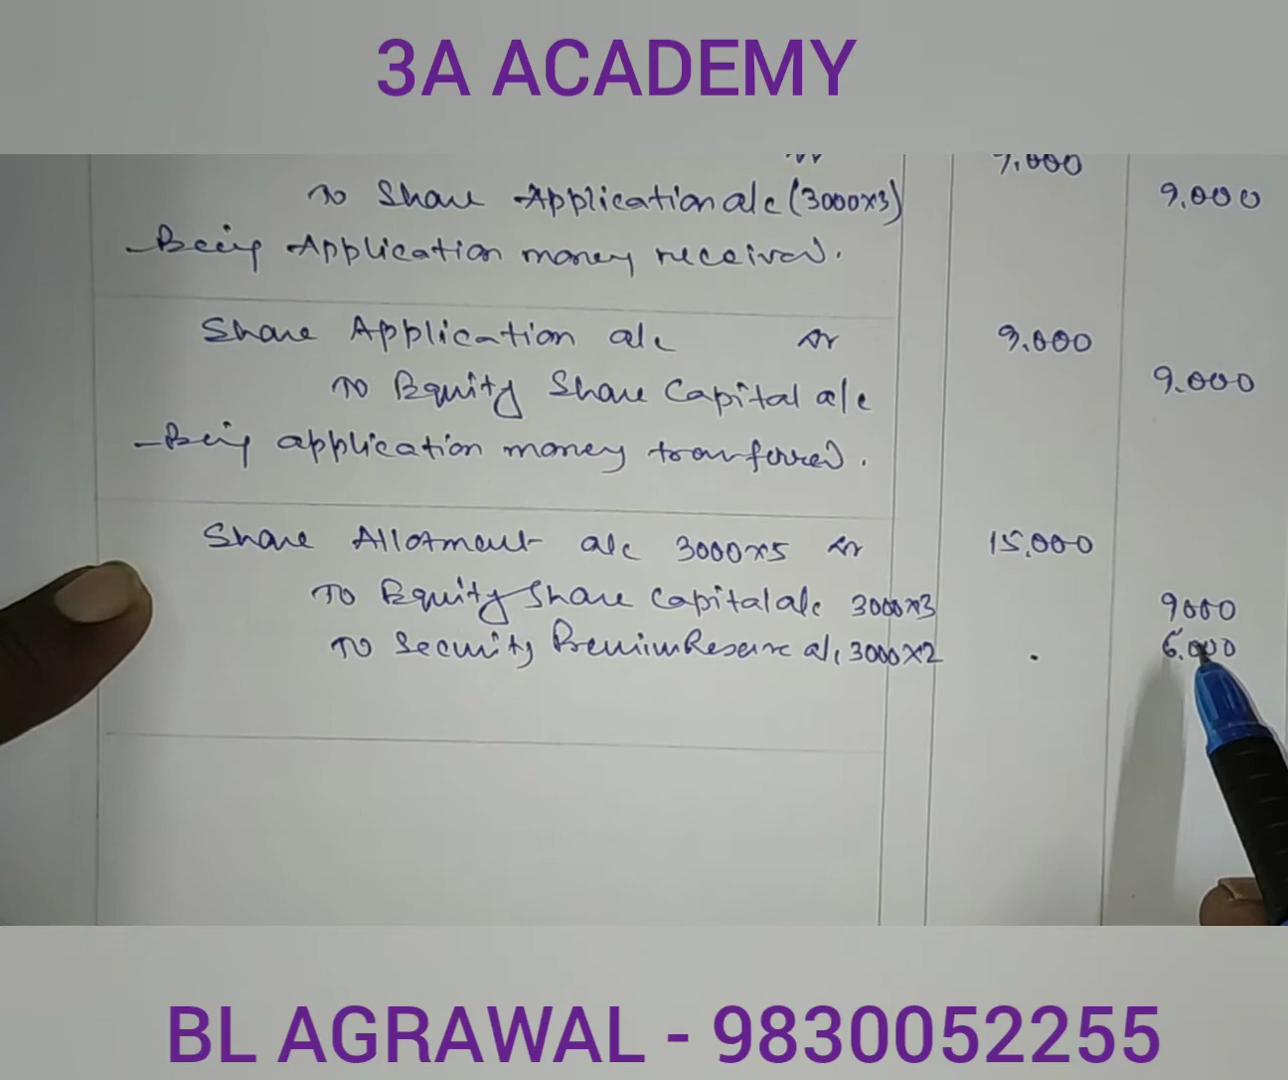 3A ACADEMY
9,000
To Share Application a/c (3000x3) 9,000
Being Application money received.
Share Application a/c Dr 9,000
To Equity Share Capital a/c 9,000
Being application money transferred.
Share Allotment a/c 3000x5 Dr 15,000
To Equity Share Capital a/c 3000x3 9000
To Security Premium Reserve a/c 3000x2 6,000
BL AGRAWAL - 9830052255